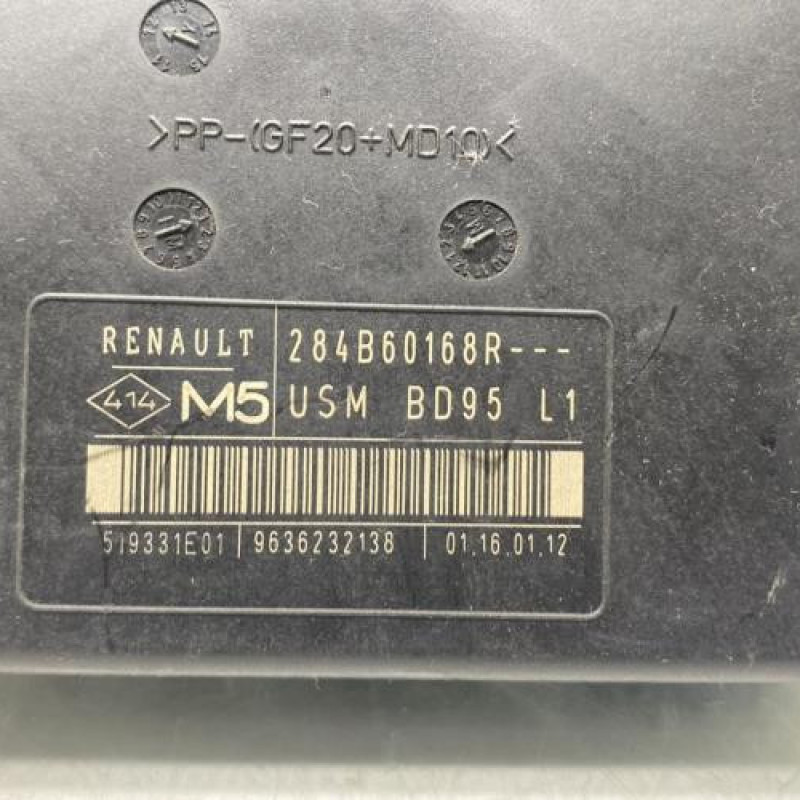 >PP-(GF20+MD10)<
RENAULT 284B60168R---
414 M5 USM BD95 L1
519331E01 9636232138 01.16.01.12